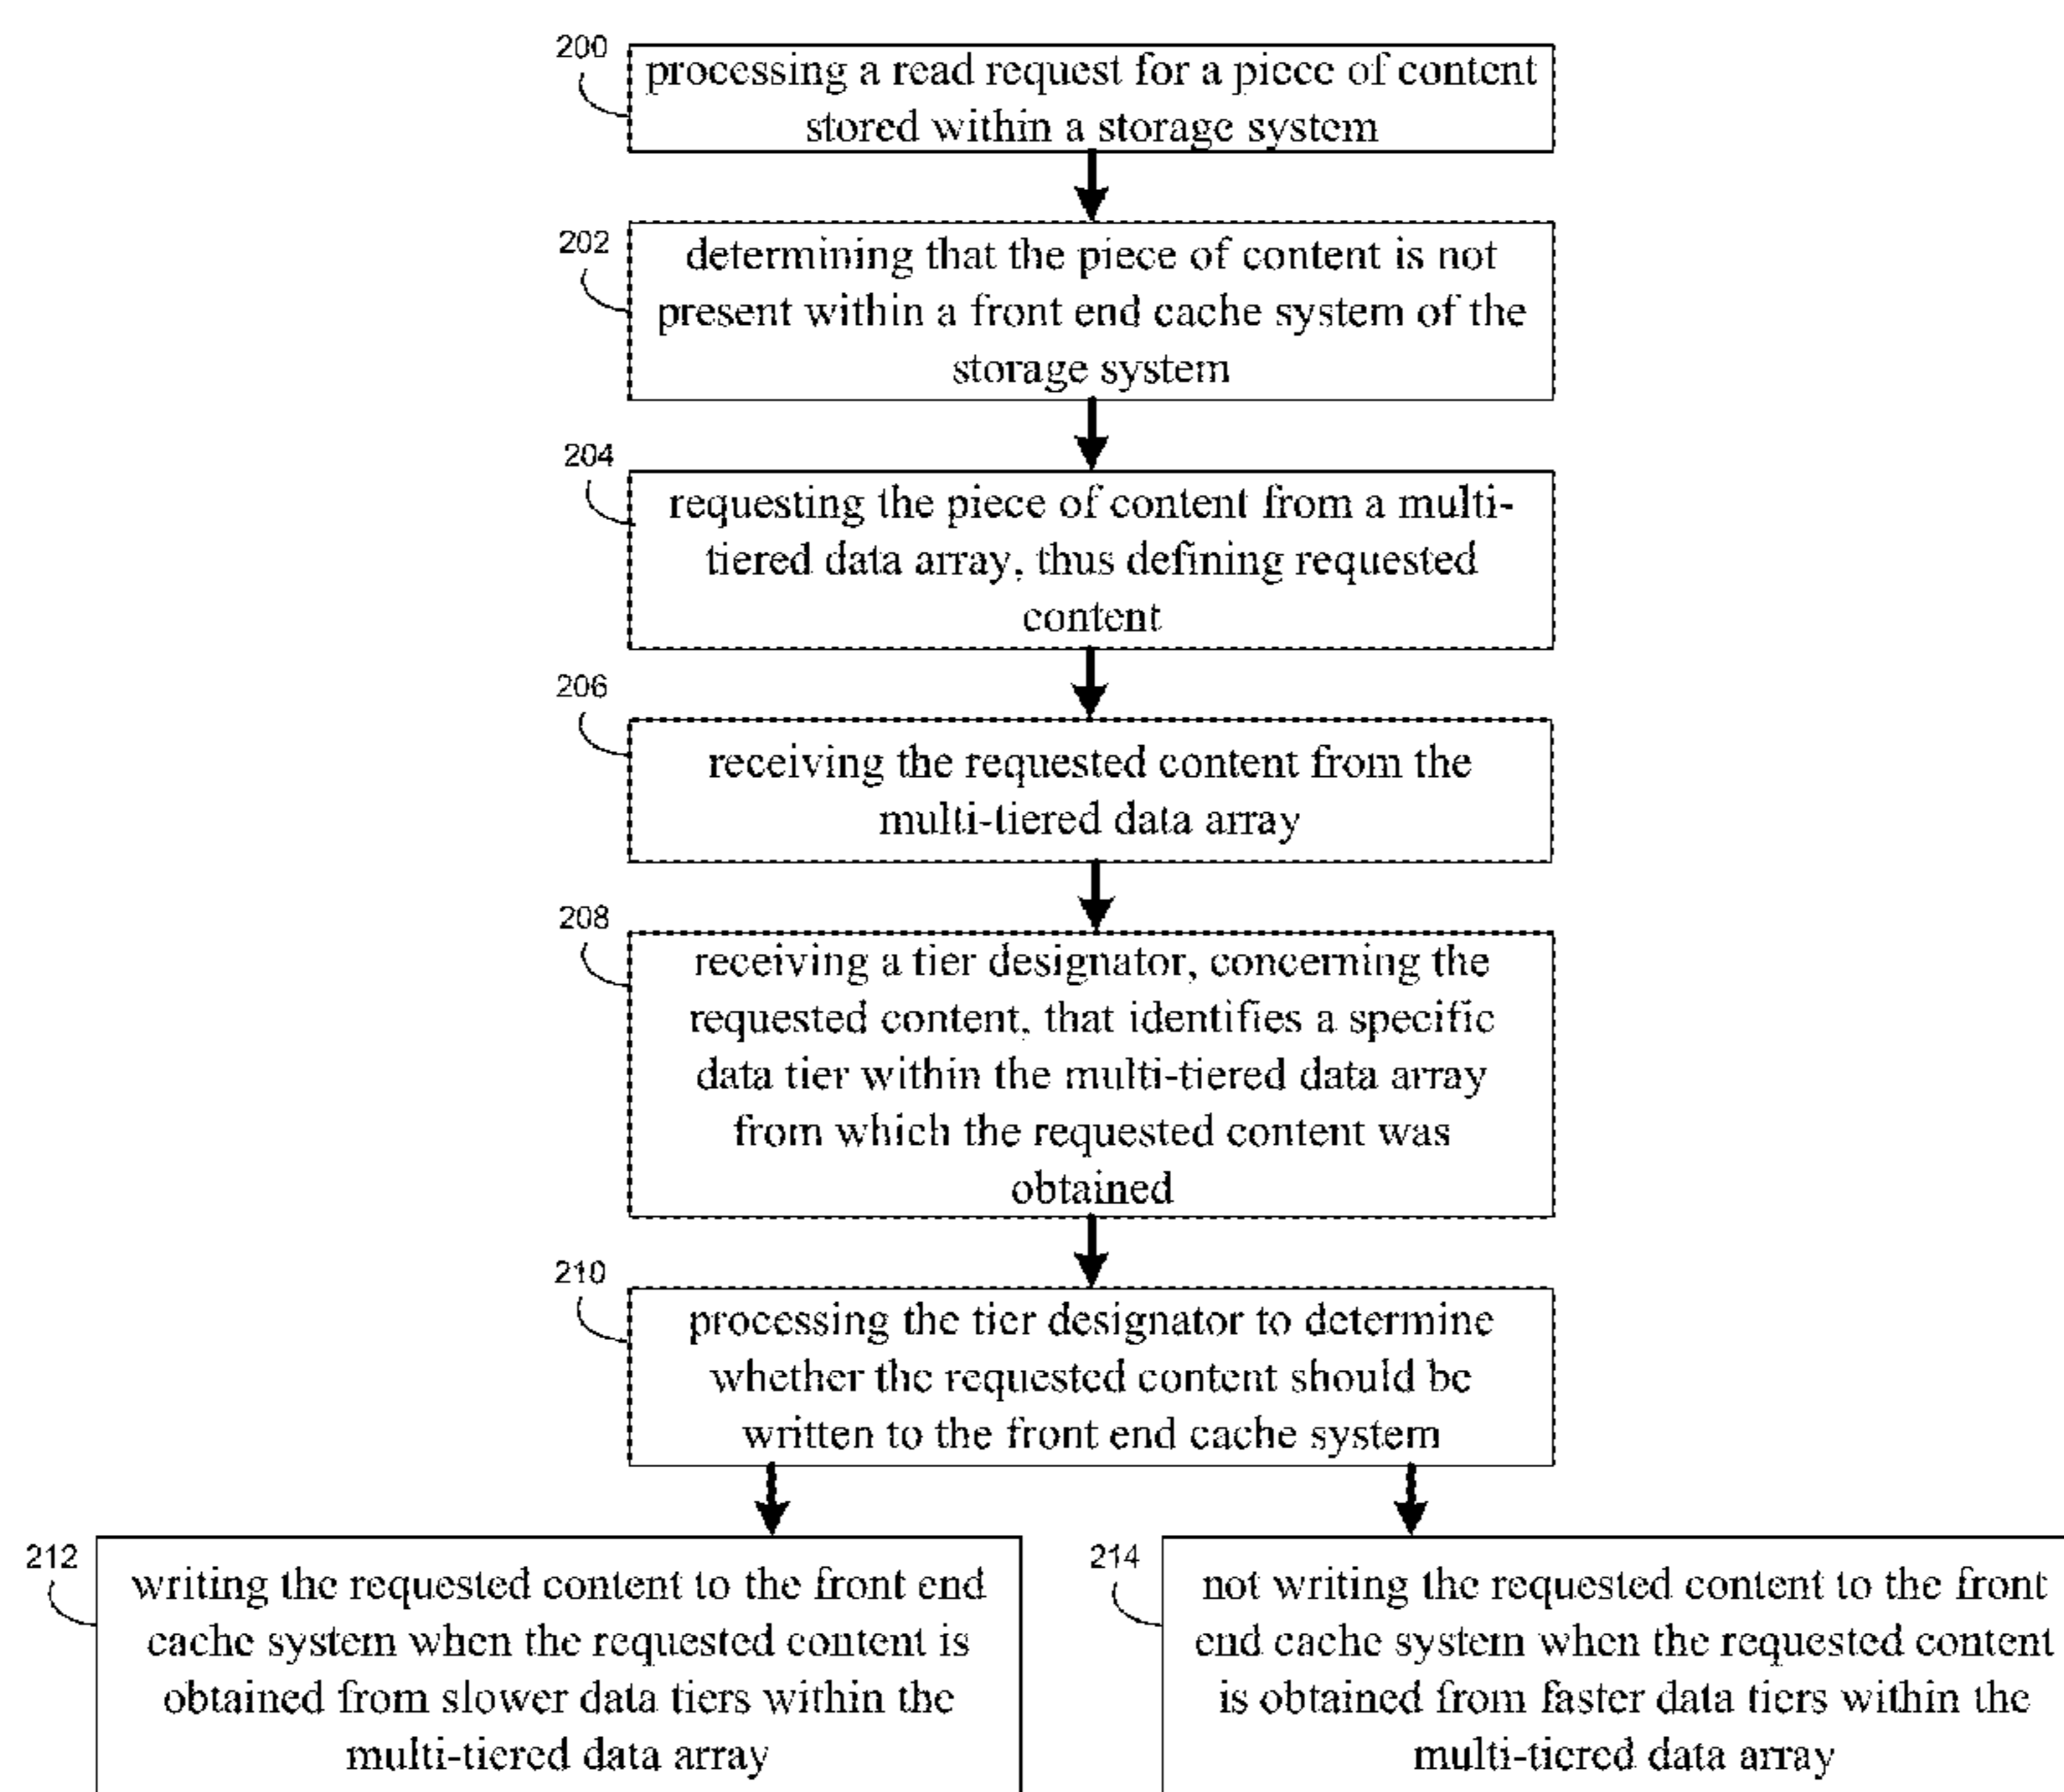 200
processing a read request for a piece of content
stored within a storage system
202
determining that the piece of content is not
present within a front end cache system of the
storage system
204
requesting the piece of content from a multi-
tiered data array, thus defining requested
content
206
receiving the requested content from the
multi-tiered data array
208
receiving a tier designator, concerning the
requested content, that identifies a specific
data tier within the multi-tiered data array
from which the requested content was
obtained
210
processing the tier designator to determine
whether the requested content should be
written to the front end cache system
212
writing the requested content to the front end
cache system when the requested content is
obtained from slower data tiers within the
multi-tiered data array
214
not writing the requested content to the front
end cache system when the requested content
is obtained from faster data tiers within the
multi-tiered data array